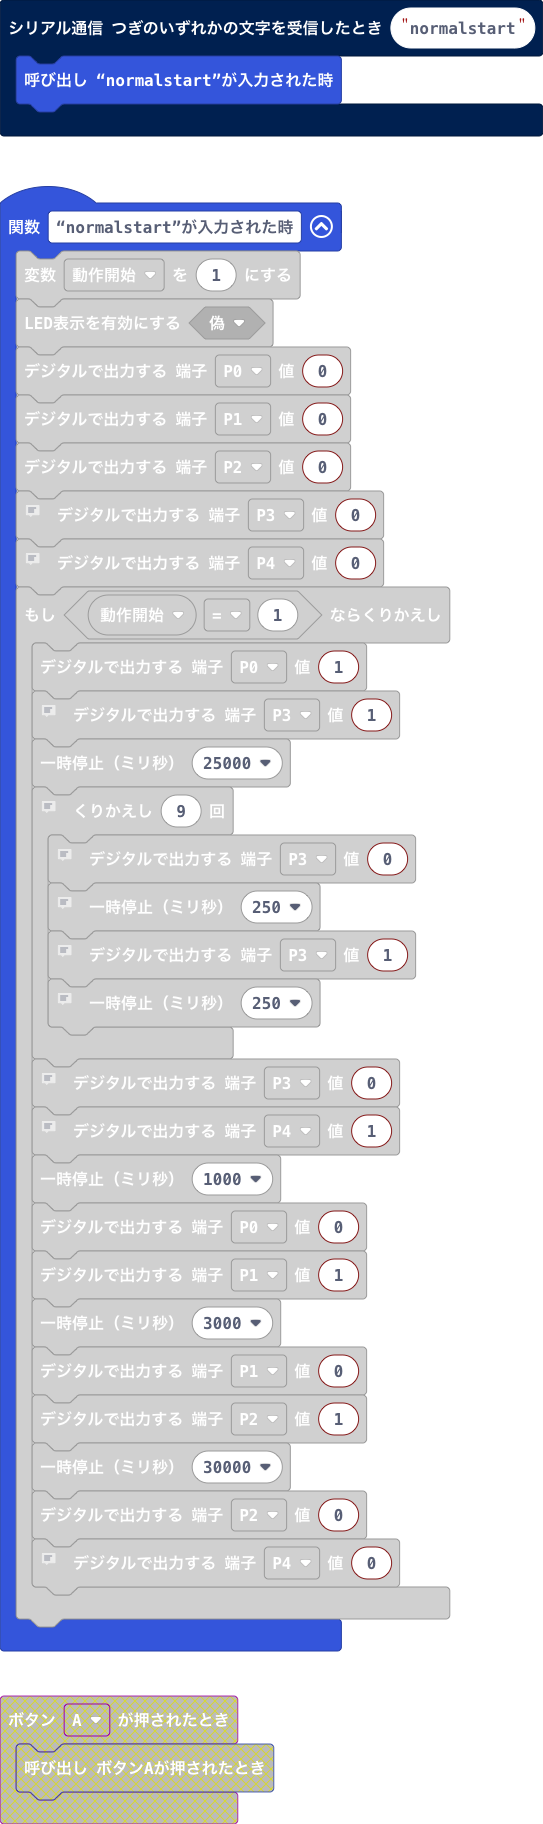 シリアル通信 つぎのいずれかの文字を受信したとき "normalstart"
呼び出し “normalstart”が入力された時
関数 “normalstart”が入力された時
変数 動作開始 を 1 にする
LED表示を有効にする 偽
デジタルで出力する 端子 P0 値 0
デジタルで出力する 端子 P1 値 0
デジタルで出力する 端子 P2 値 0
デジタルで出力する 端子 P3 値 0
デジタルで出力する 端子 P4 値 0
もし 動作開始 = 1 ならくりかえし
デジタルで出力する 端子 P0 値 1
デジタルで出力する 端子 P3 値 1
一時停止（ミリ秒） 25000
くりかえし 9 回
デジタルで出力する 端子 P3 値 0
一時停止（ミリ秒） 250
デジタルで出力する 端子 P3 値 1
一時停止（ミリ秒） 250
デジタルで出力する 端子 P3 値 0
デジタルで出力する 端子 P4 値 1
一時停止（ミリ秒） 1000
デジタルで出力する 端子 P0 値 0
デジタルで出力する 端子 P1 値 1
一時停止（ミリ秒） 3000
デジタルで出力する 端子 P1 値 0
デジタルで出力する 端子 P2 値 1
一時停止（ミリ秒） 30000
デジタルで出力する 端子 P2 値 0
デジタルで出力する 端子 P4 値 0
ボタン A が押されたとき
呼び出し ボタンAが押されたとき